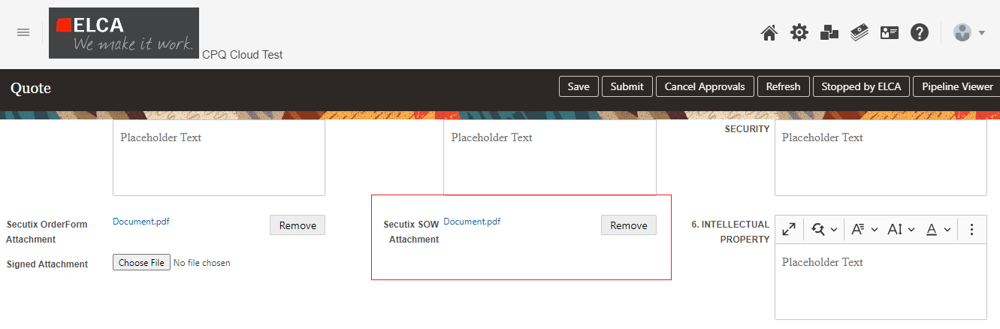 ELCA
We make it work.
CPQ Cloud Test
Quote
Save
Submit
Cancel Approvals
Refresh
Stopped by ELCA
Pipeline Viewer
Placeholder Text
Placeholder Text
SECURITY
Placeholder Text
Secutix OrderForm
Attachment
Document.pdf
Remove
Secutix SOW
Attachment
Document.pdf
Remove
6. INTELLECTUAL
PROPERTY
Placeholder Text
Signed Attachment
Choose File
No file chosen